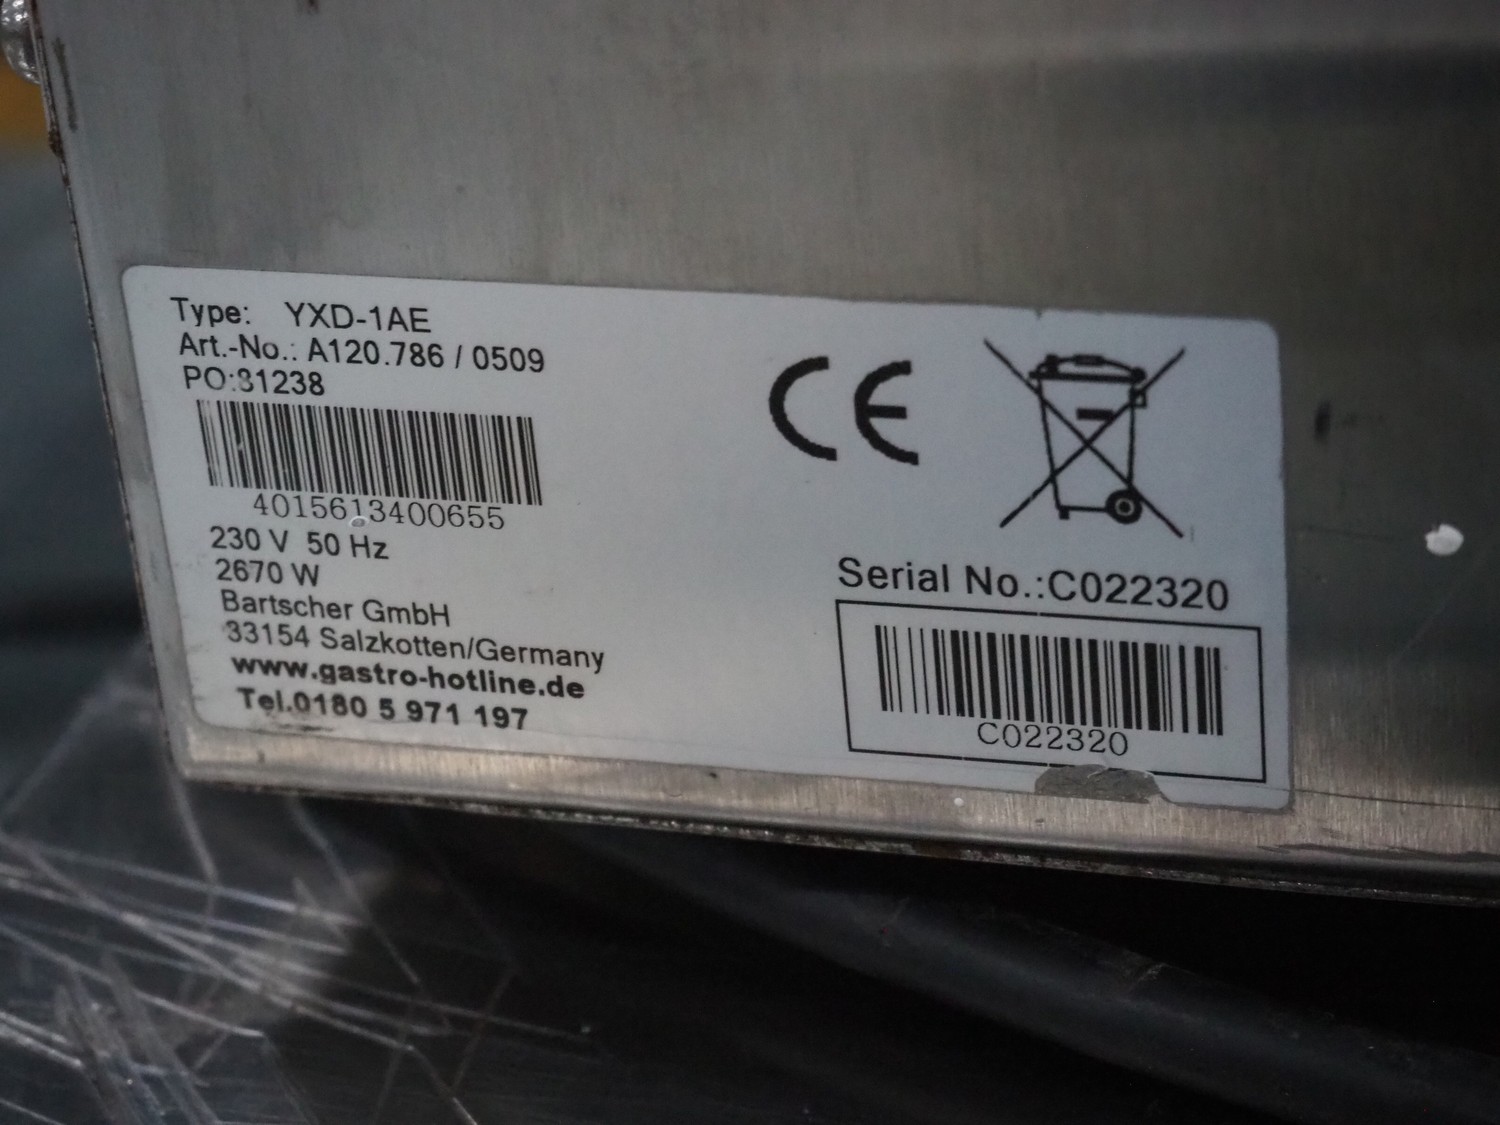 Type: YXD-1AE
Art.-No.: A120.786 / 0509
PO:31238
4015613400655
230 V 50 Hz
2670 W
Bartscher GmbH
33154 Salzkotten/Germany
www.gastro-hotline.de
Tel.0180 5 971 197
CE
Serial No.:C022320
C022320